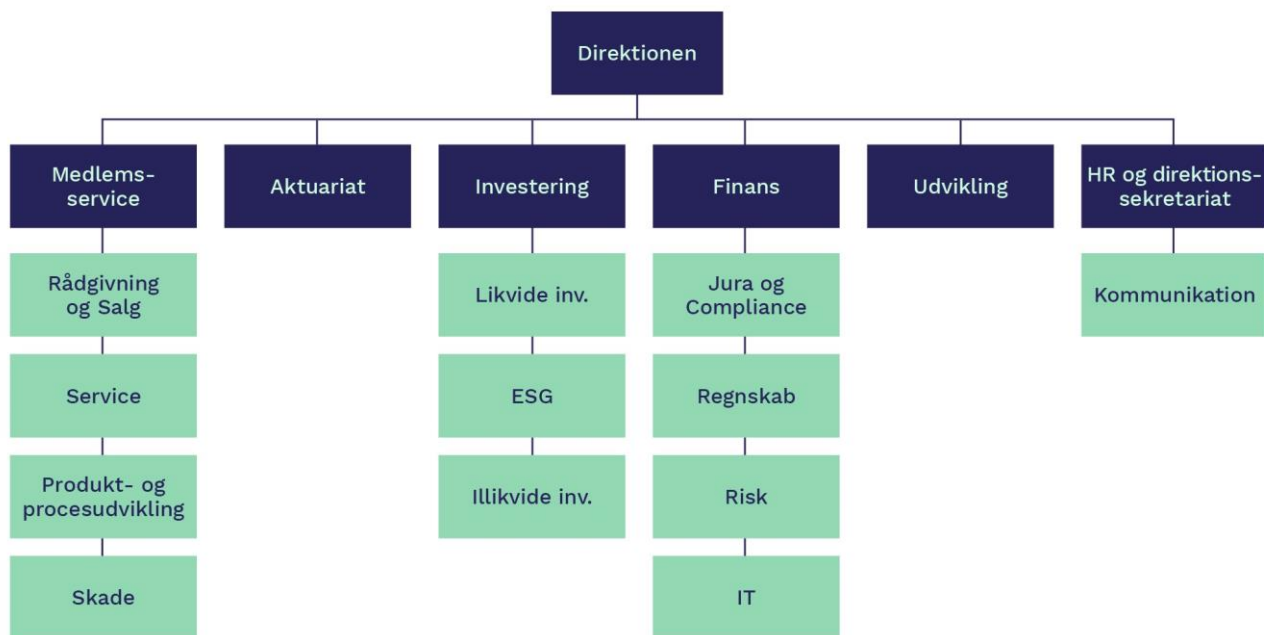 Direktionen
Medlems-
service
Aktuariat
Investering
Finans
Udvikling
HR og direktions-
sekretariat
Rådgivning
og Salg
Likvide inv.
Jura og
Compliance
Kommunikation
Service
ESG
Regnskab
Produkt- og
procesudvikling
Illikvide inv.
Risk
Skade
IT